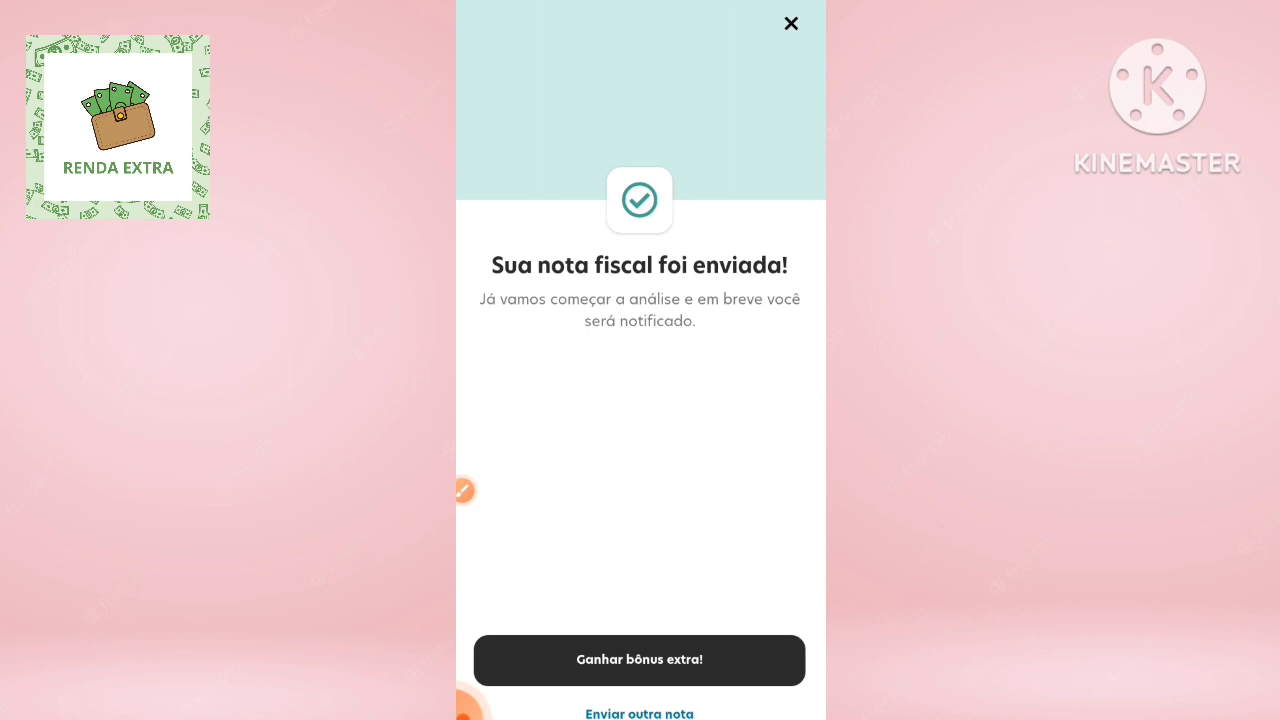 RENDA EXTRA
K
KINEMASTER
Sua nota fiscal foi enviada!
Já vamos começar a análise e em breve você
será notificado.
Ganhar bônus extra!
Enviar outra nota